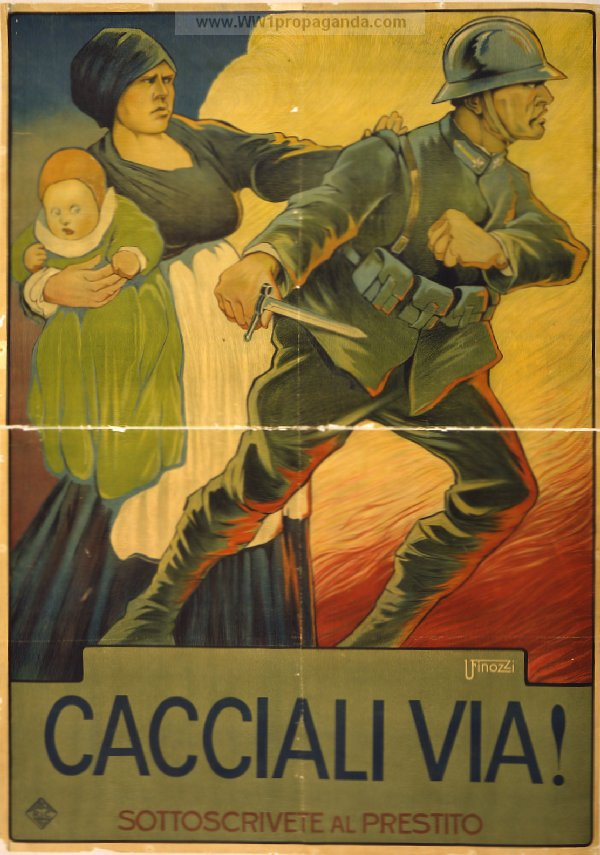 www.WW1propaganda.com
UFinozzi
CACCIALI VIA!
SOTTOSCRIVETE AL PRESTITO